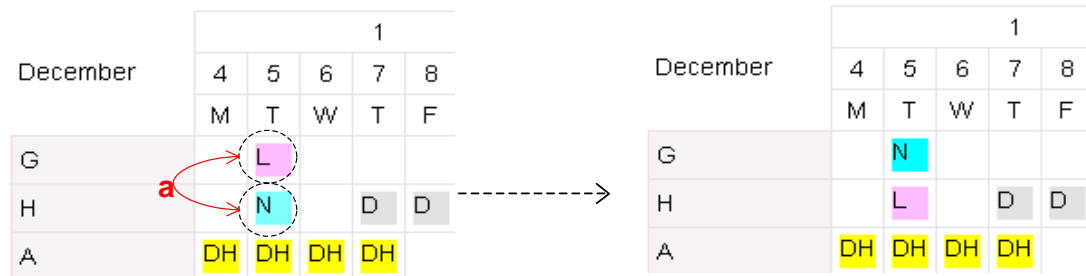 1
December 4 5 6 7 8
M T W T F
G L
a
H N D D
A DH DH DH DH
1
December 4 5 6 7 8
M T W T F
G N
H L D D
A DH DH DH DH